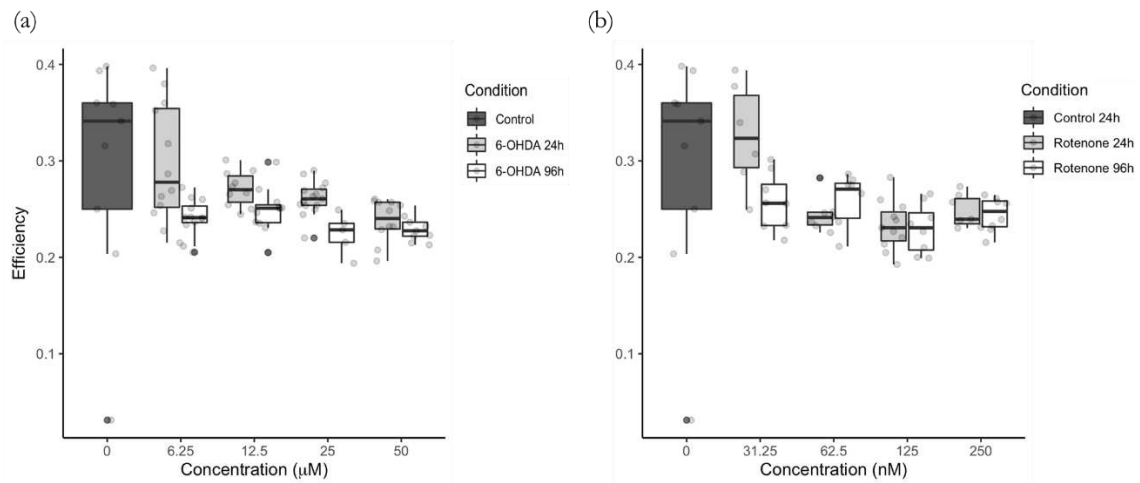 (a)
0.4
0.3
0.2
0.1
Efficiency
0
6.25
12.5
25
50
Concentration (μM)
Condition
Control
6-OHDA 24h
6-OHDA 96h
(b)
0.4
0.3
0.2
0.1
0
31.25
62.5
125
250
Concentration (nM)
Condition
Control 24h
Rotenone 24h
Rotenone 96h